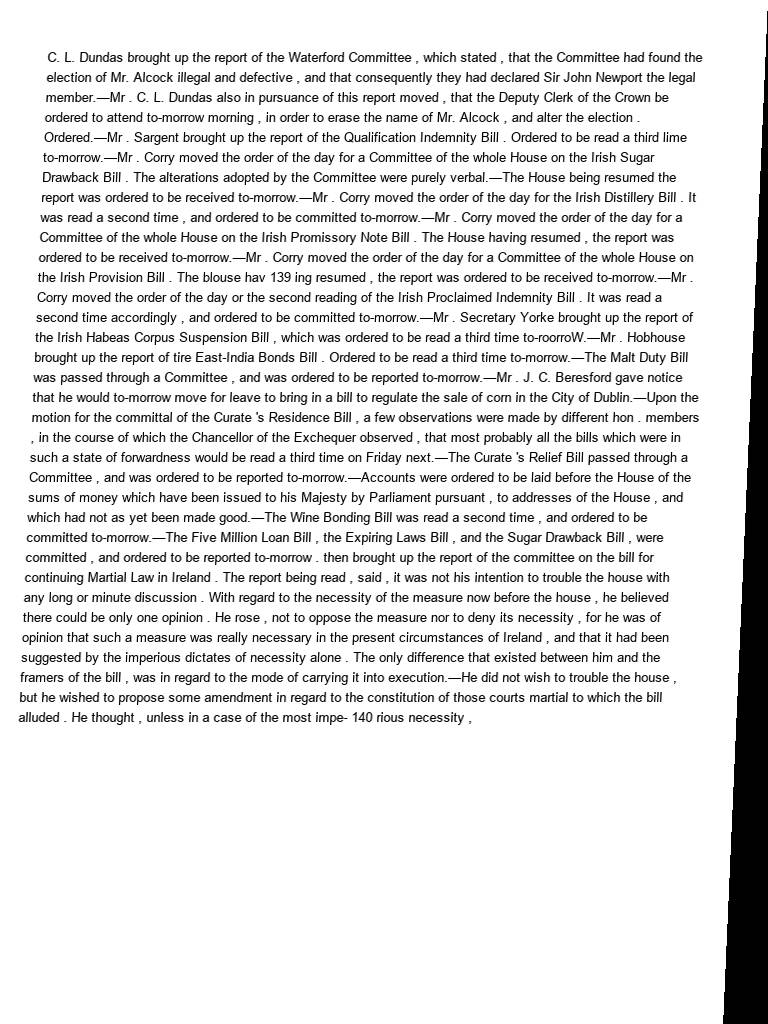 C. L. Dundas brought up the report of the Waterford Committee , which stated , that the Committee had found the
election of Mr. Alcock illegal and defective , and that consequently they had declared Sir John Newport the legal
member.—Mr . C. L. Dundas also in pursuance of this report moved , that the Deputy Clerk of the Crown be
ordered to attend to-morrow morning , in order to erase the name of Mr. Alcock , and alter the election .
Ordered.—Mr . Sargent brought up the report of the Qualification Indemnity Bill . Ordered to be read a third lime
to-morrow.—Mr . Corry moved the order of the day for a Committee of the whole House on the Irish Sugar
Drawback Bill . The alterations adopted by the Committee were purely verbal.—The House being resumed the
report was ordered to be received to-morrow.—Mr . Corry moved the order of the day for the Irish Distillery Bill . It
was read a second time , and ordered to be committed to-morrow.—Mr . Corry moved the order of the day for a
Committee of the whole House on the Irish Promissory Note Bill . The House having resumed , the report was
ordered to be received to-morrow.—Mr . Corry moved the order of the day for a Committee of the whole House on
the Irish Provision Bill . The blouse hav 139 ing resumed , the report was ordered to be received to-morrow.—Mr .
Corry moved the order of the day or the second reading of the Irish Proclaimed Indemnity Bill . It was read a
second time accordingly , and ordered to be committed to-morrow.—Mr . Secretary Yorke brought up the report of
the Irish Habeas Corpus Suspension Bill , which was ordered to be read a third time to-roorroW.—Mr . Hobhouse
brought up the report of tire East-India Bonds Bill . Ordered to be read a third time to-morrow.—The Malt Duty Bill
was passed through a Committee , and was ordered to be reported to-morrow.—Mr . J. C. Beresford gave notice
that he would to-morrow move for leave to bring in a bill to regulate the sale of corn in the City of Dublin.—Upon the
motion for the committal of the Curate 's Residence Bill , a few observations were made by different hon . members
, in the course of which the Chancellor of the Exchequer observed , that most probably all the bills which were in
such a state of forwardness would be read a third time on Friday next.—The Curate 's Relief Bill passed through a
Committee , and was ordered to be reported to-morrow.—Accounts were ordered to be laid before the House of the
sums of money which have been issued to his Majesty by Parliament pursuant , to addresses of the House , and
which had not as yet been made good.—The Wine Bonding Bill was read a second time , and ordered to be
committed to-morrow.—The Five Million Loan Bill , the Expiring Laws Bill , and the Sugar Drawback Bill , were
committed , and ordered to be reported to-morrow . then brought up the report of the committee on the bill for
continuing Martial Law in Ireland . The report being read , said , it was not his intention to trouble the house with
any long or minute discussion . With regard to the necessity of the measure now before the house , he believed
there could be only one opinion . He rose , not to oppose the measure nor to deny its necessity , for he was of
opinion that such a measure was really necessary in the present circumstances of Ireland , and that it had been
suggested by the imperious dictates of necessity alone . The only difference that existed between him and the
framers of the bill , was in regard to the mode of carrying it into execution.—He did not wish to trouble the house ,
but he wished to propose some amendment in regard to the constitution of those courts martial to which the bill
alluded . He thought , unless in a case of the most impe- 140 rious necessity ,